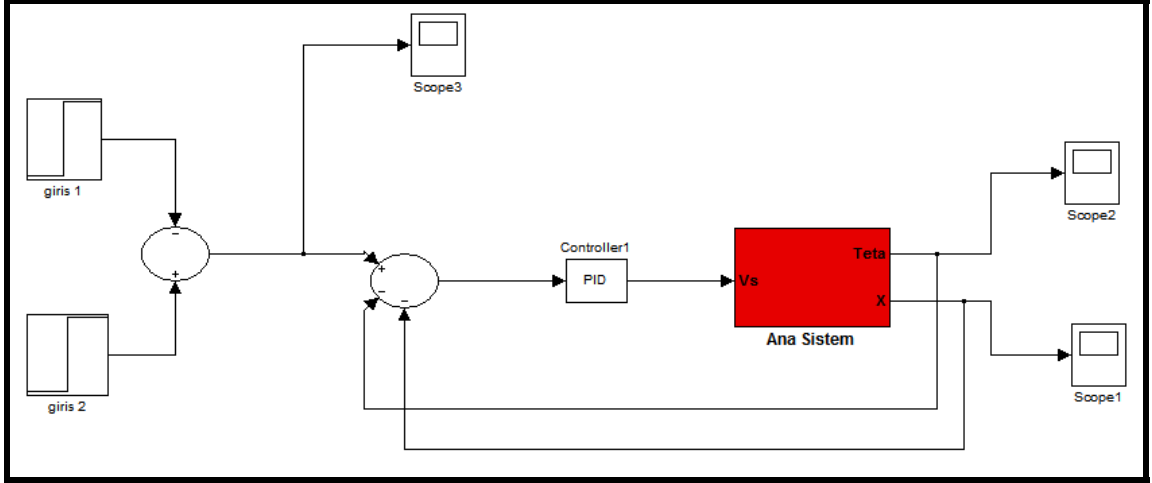 Scope3
giris 1
Scope2
Controller1
PID
Vs
Teta
X
Ana Sistem
giris 2
Scope1
−
+
+
−
−